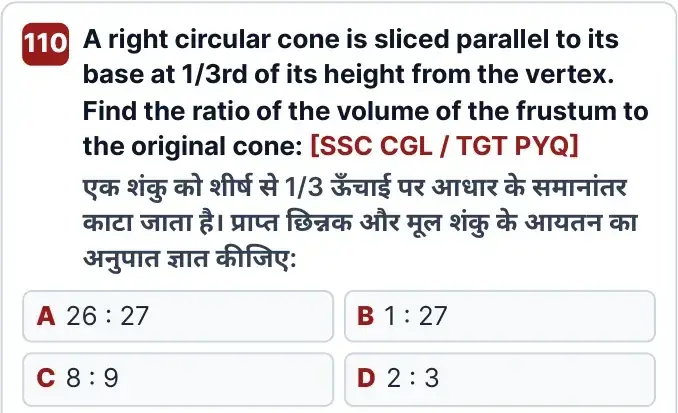 110 A right circular cone is sliced parallel to its
base at 1/3rd of its height from the vertex.
Find the ratio of the volume of the frustum to
the original cone: [SSC CGL / TGT PYQ]
एक शंकु को शीर्ष से 1/3 ऊँचाई पर आधार के समानांतर
काटा जाता है। प्राप्त छिन्नक और मूल शंकु के आयतन का
अनुपात ज्ञात कीजिए:
A 26 : 27 B 1 : 27
C 8 : 9 D 2 : 3